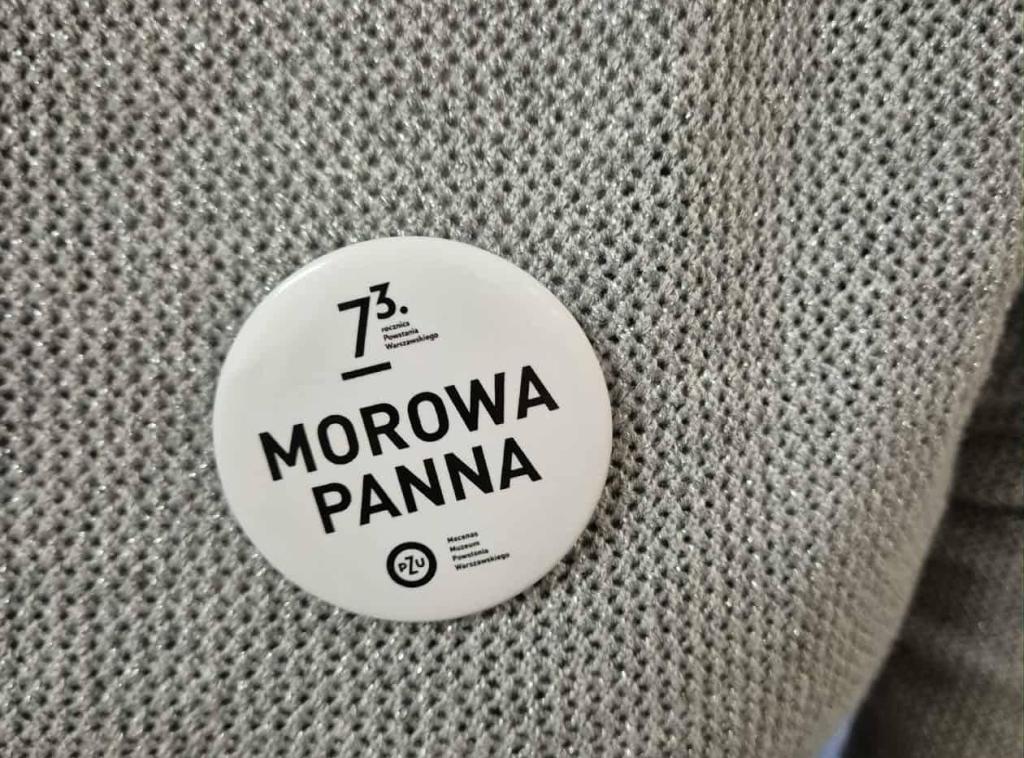 73.
rocznica
Powstania
Warszawskiego
MOROWA
PANNA
PZU
Mecenas
Muzeum
Powstania
Warszawskiego